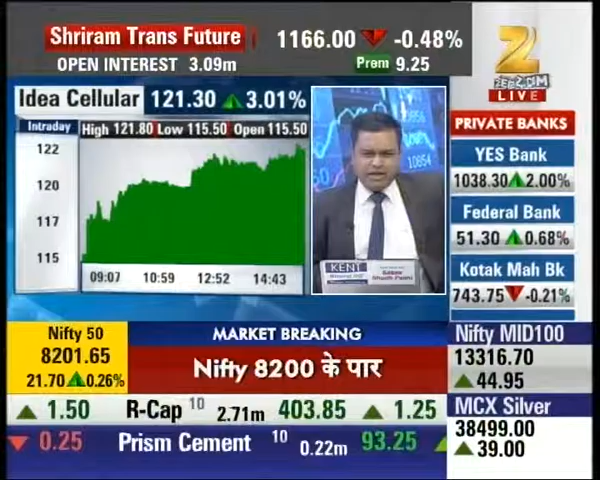 Shriram Trans Future 1166.00 -0.48%
OPEN INTEREST 3.09m Prem 9.25
Z
ZEEBIZ.COM
LIVE
Idea Cellular 121.30 3.01%
Intraday High 121.80 Low 115.50 Open 115.50
122
120
117
115
09:07 10:59 12:52 14:43
10854
KENT
PRIVATE BANKS
YES Bank
1038.30 2.00%
Federal Bank
51.30 0.68%
Kotak Mah Bk
743.75 -0.21%
Nifty 50
8201.65
21.70 0.26%
MARKET BREAKING
Nifty 8200 के पार
Nifty MID100
13316.70
44.95
MCX Silver
38499.00
39.00
1.50 R-Cap 10 2.71m 403.85 1.25
0.25 Prism Cement 10 0.22m 93.25